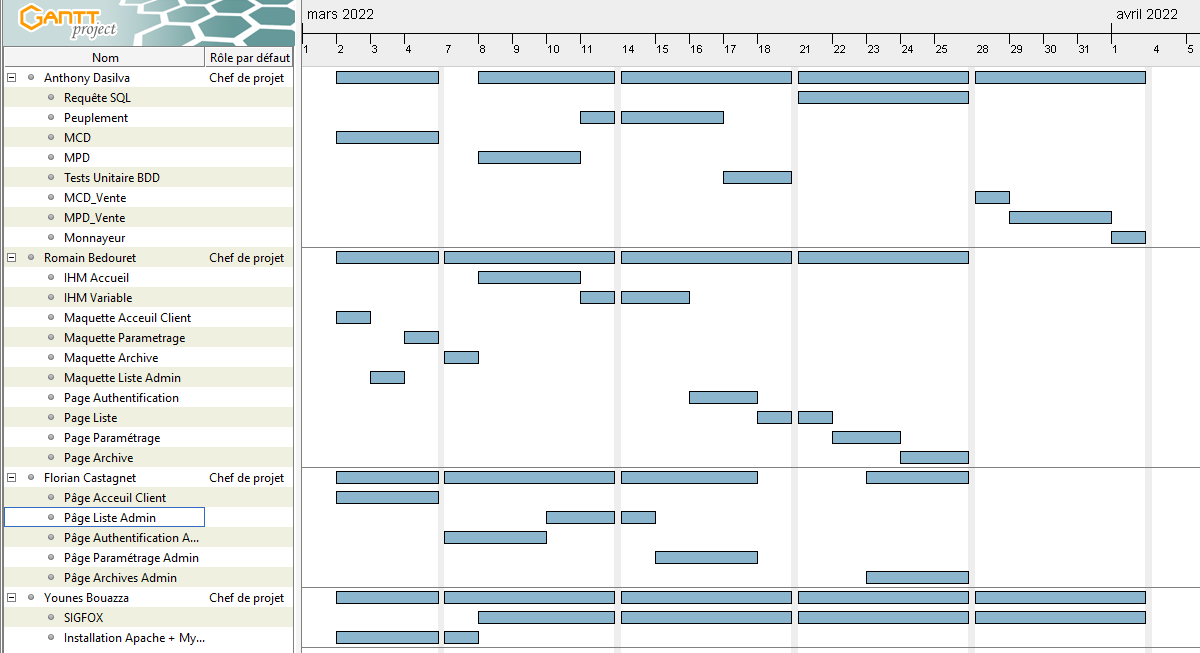 GANTT project
mars 2022
avril 2022
1 2 3 4 7 8 9 10 11 14 15 16 17 18 21 22 23 24 25 28 29 30 31 1 4 5
Nom Rôle par défaut
Anthony Dasilva Chef de projet
Requête SQL
Peuplement
MCD
MPD
Tests Unitaire BDD
MCD_Vente
MPD_Vente
Monnayeur
Romain Bedouret Chef de projet
IHM Accueil
IHM Variable
Maquette Acceuil Client
Maquette Parametrage
Maquette Archive
Maquette Liste Admin
Page Authentification
Page Liste
Page Paramétrage
Page Archive
Florian Castagnet Chef de projet
Pâge Acceuil Client
Pâge Liste Admin
Pâge Authentification A...
Pâge Paramétrage Admin
Pâge Archives Admin
Younes Bouazza Chef de projet
SIGFOX
Installation Apache + My...